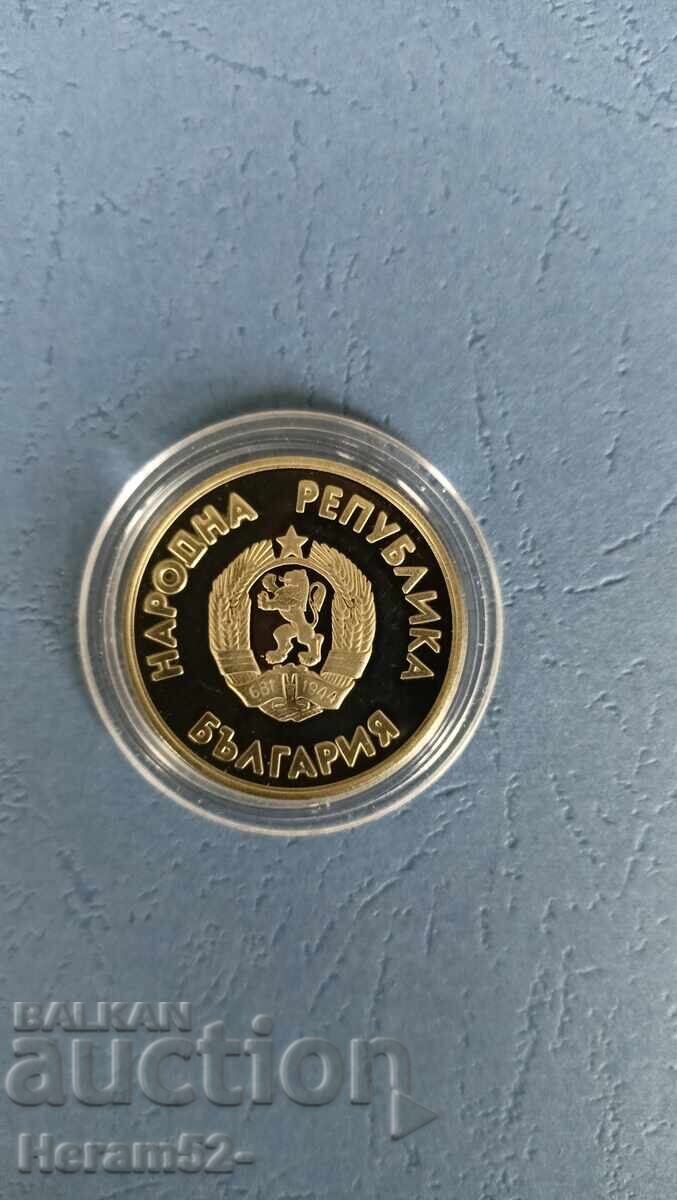 НАРОДНА РЕПУБЛИКА
681 1944
БЪЛГАРИЯ
BALKAN
auction
Heram52-